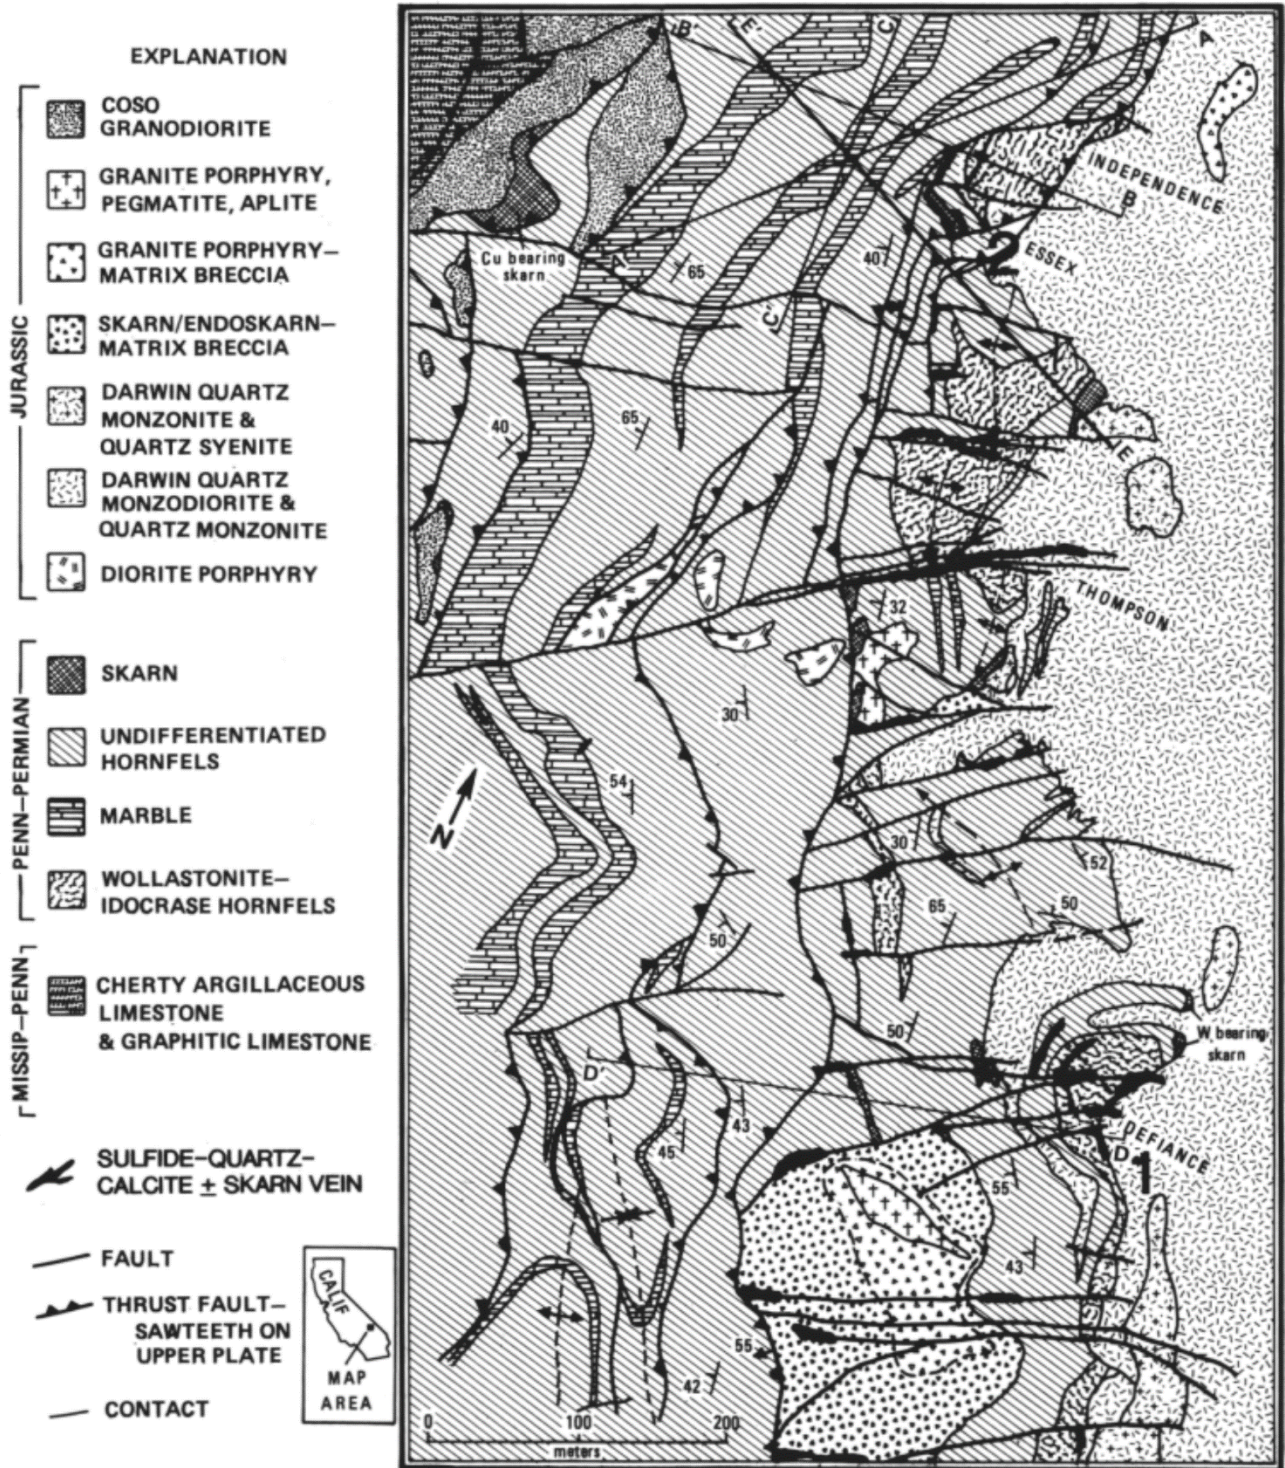 EXPLANATION
JURASSIC
COSO
GRANODIORITE
GRANITE PORPHYRY,
PEGMATITE, APLITE
GRANITE PORPHYRY–
MATRIX BRECCIA
SKARN/ENDOSKARN–
MATRIX BRECCIA
DARWIN QUARTZ
MONZONITE &
QUARTZ SYENITE
DARWIN QUARTZ
MONZODIORITE &
QUARTZ MONZONITE
DIORITE PORPHYRY
PENN–PERMIAN
SKARN
UNDIFFERENTIATED
HORNFELS
MARBLE
WOLLASTONITE–
IDOCRASE HORNFELS
MISSIP–PENN
CHERTY ARGILLACEOUS
LIMESTONE
& GRAPHITIC LIMESTONE
SULFIDE–QUARTZ–
CALCITE ± SKARN VEIN
FAULT
THRUST FAULT–
SAWTEETH ON
UPPER PLATE
CONTACT
CALIF
MAP
AREA
B'
E'
C
A
INDEPENDENCE
B
2
ESSEX
Cu bearing
skarn
A'
65
40
C'
40
65
E
THOMPSON
32
30
N
54
30
52
65
50
50
50
W bearing
skarn
D'
43
45
DEFIANCE
D
1
55
43
55
42
0
100
200
meters